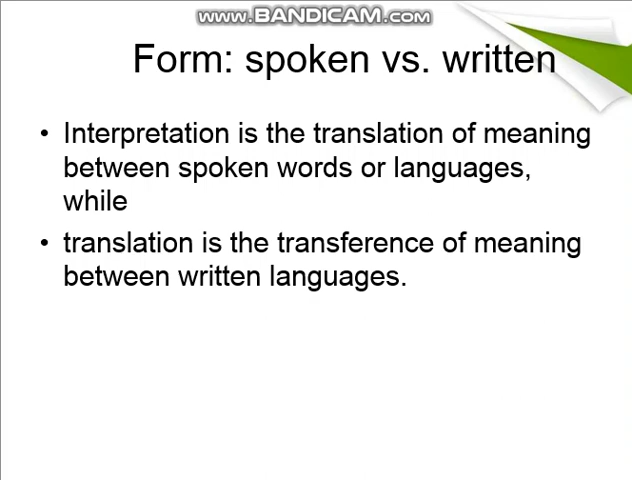 www.BANDICAM.com
Form: spoken vs. written
• Interpretation is the translation of meaning
between spoken words or languages,
while
• translation is the transference of meaning
between written languages.